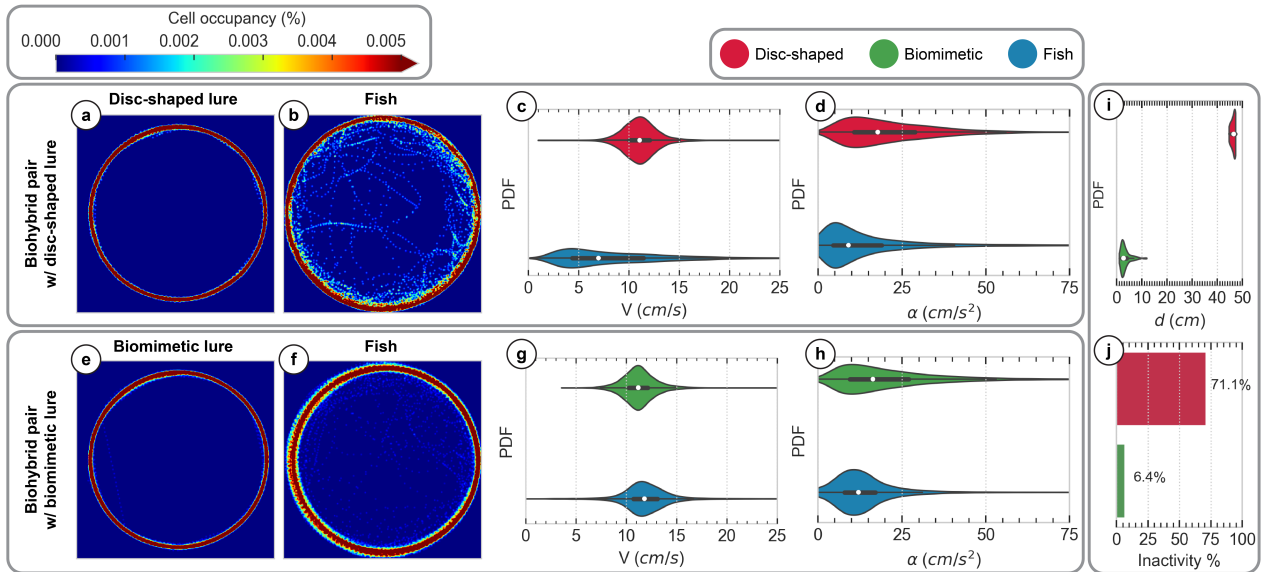 Cell occupancy (%)
0.000 0.001 0.002 0.003 0.004 0.005
Disc-shaped Biomimetic Fish
Disc-shaped lure Fish
a b c d i
Biohybrid pair
w/ disc-shaped lure
PDF PDF PDF
0 5 10 15 20 25
V (cm/s)
0 25 50 75
α (cm/s²)
0 10 20 30 40 50
d (cm)
Biomimetic lure Fish
e f g h j
Biohybrid pair
w/ biomimetic lure
PDF PDF
0 5 10 15 20 25
V (cm/s)
0 25 50 75
α (cm/s²)
71.1%
6.4%
0 25 50 75 100
Inactivity %